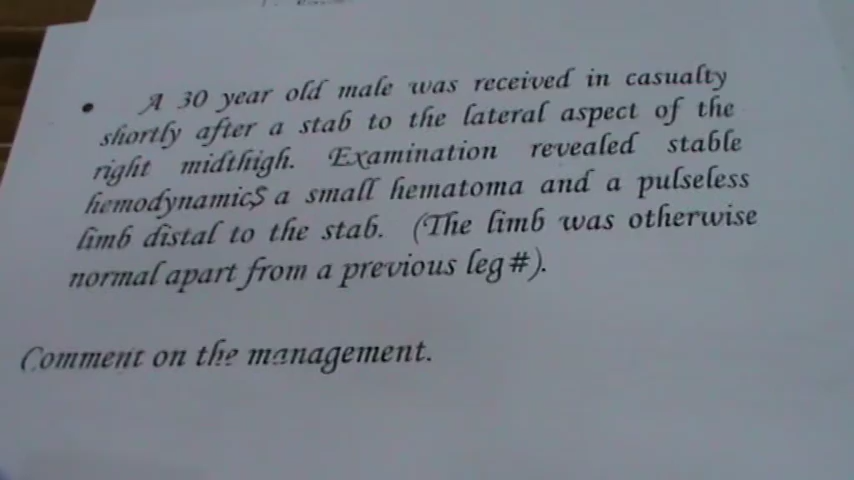 • A 30 year old male was received in casualty
shortly after a stab to the lateral aspect of the
right midthigh. Examination revealed stable
hemodynamic$ a small hematoma and a pulseless
limb distal to the stab. (The limb was otherwise
normal apart from a previous leg #).
Comment on the management.